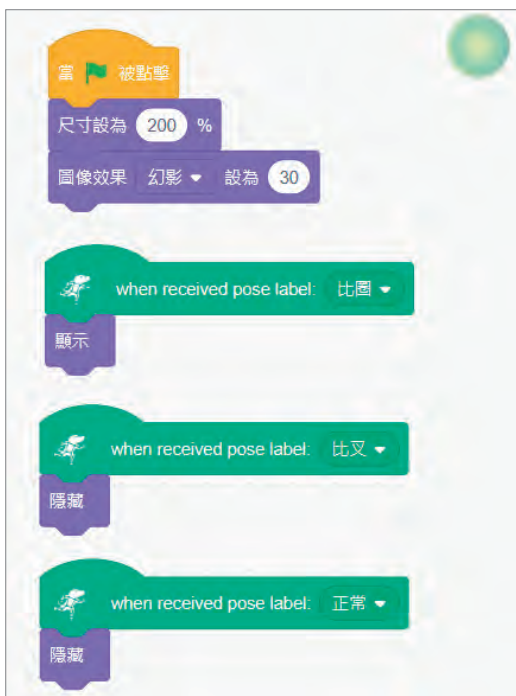 當 被點擊
尺寸設為 200 %
圖像效果 幻影 設為 30
when received pose label: 比圈
顯示
when received pose label: 比叉
隱藏
when received pose label: 正常
隱藏